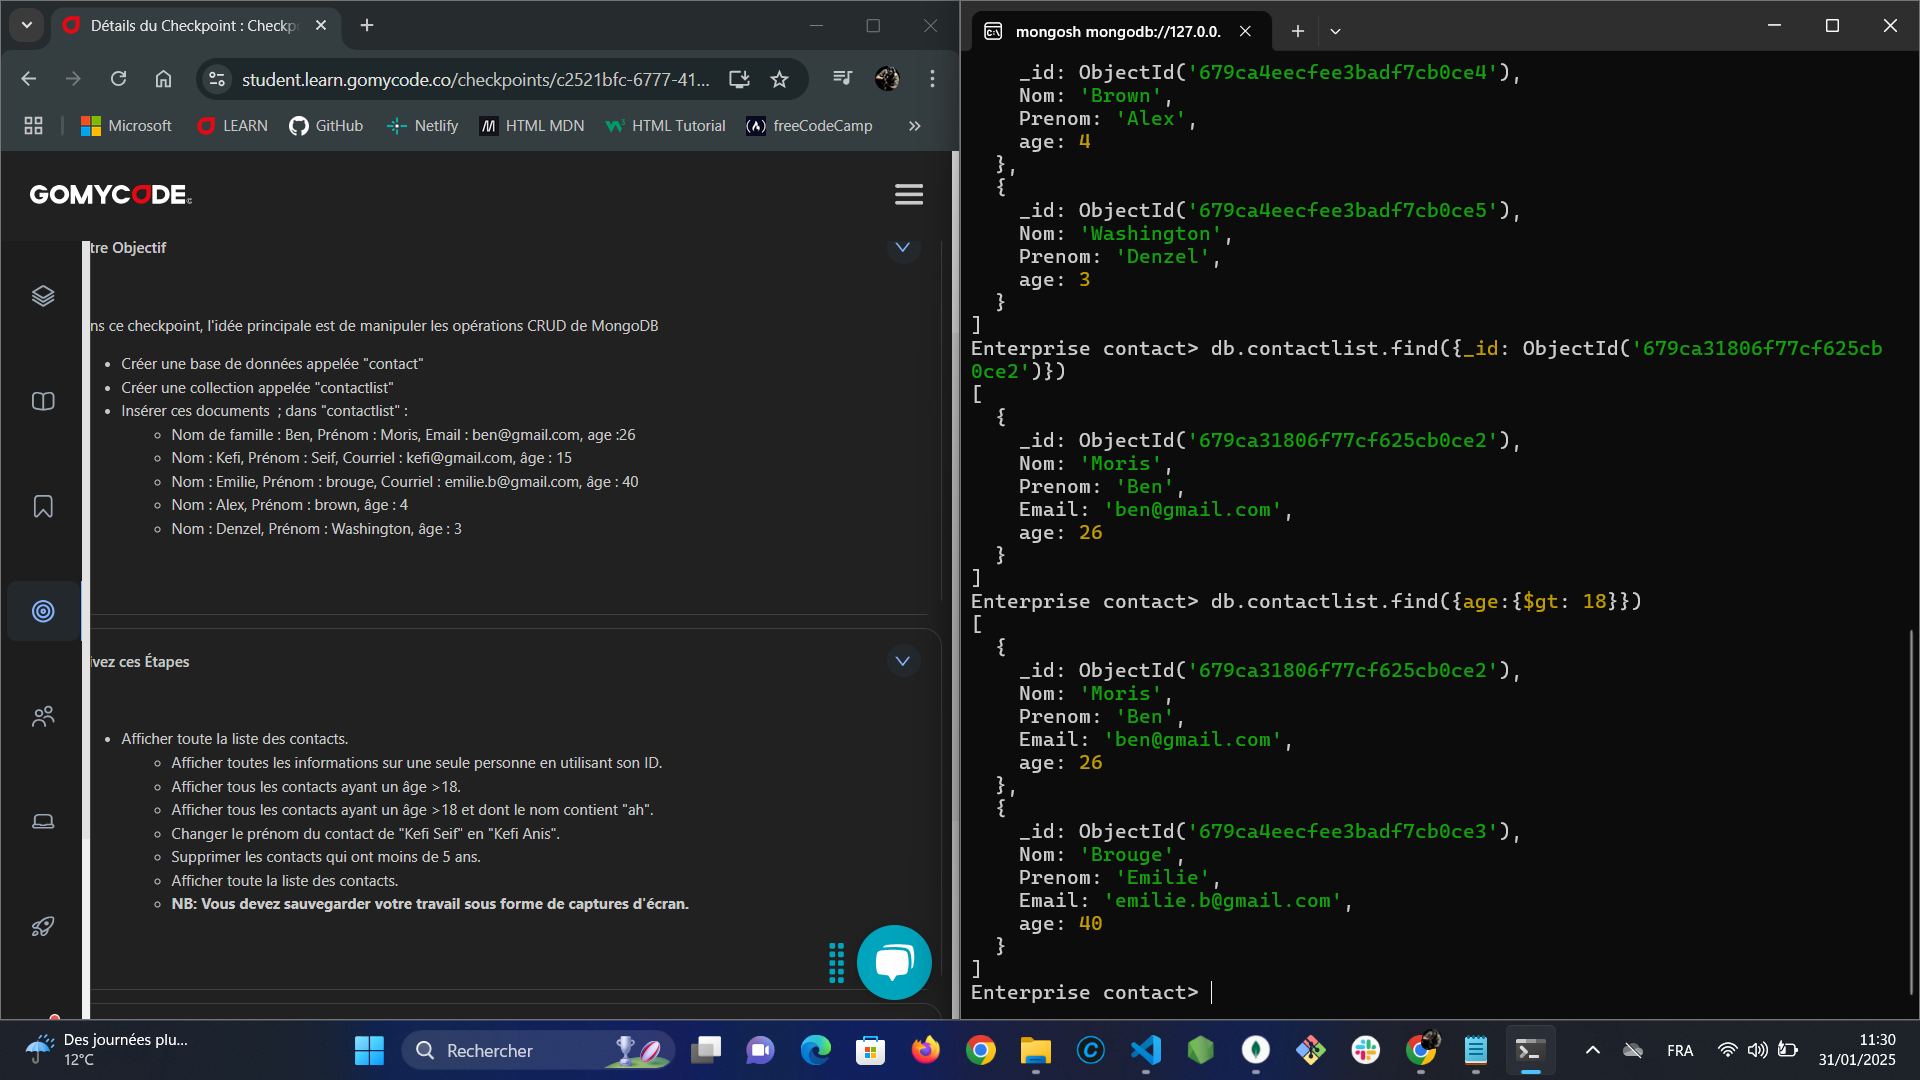 Détails du Checkpoint : Checkp
student.learn.gomycode.co/checkpoints/c2521bfc-6777-41...
Microsoft
LEARN
GitHub
Netlify
HTML MDN
HTML Tutorial
freeCodeCamp
GOMYCODE
tre Objectif
ns ce checkpoint, l'idée principale est de manipuler les opérations CRUD de MongoDB
Créer une base de données appelée "contact"
Créer une collection appelée "contactlist"
Insérer ces documents  ; dans "contactlist" :
Nom de famille : Ben, Prénom : Moris, Email : ben@gmail.com, age :26
Nom : Kefi, Prénom : Seif, Courriel : kefi@gmail.com, âge : 15
Nom : Emilie, Prénom : brouge, Courriel : emilie.b@gmail.com, âge : 40
Nom : Alex, Prénom : brown, âge : 4
Nom : Denzel, Prénom : Washington, âge : 3
ivez ces Étapes
Afficher toute la liste des contacts.
Afficher toutes les informations sur une seule personne en utilisant son ID.
Afficher tous les contacts ayant un âge >18.
Afficher tous les contacts ayant un âge >18 et dont le nom contient "ah".
Changer le prénom du contact de "Kefi Seif" en "Kefi Anis".
Supprimer les contacts qui ont moins de 5 ans.
Afficher toute la liste des contacts.
NB: Vous devez sauvegarder votre travail sous forme de captures d'écran.
mongosh mongodb://127.0.0.
_id: ObjectId('679ca4eecfee3badf7cb0ce4'),
Nom: 'Brown',
Prenom: 'Alex',
age: 4
},
{
_id: ObjectId('679ca4eecfee3badf7cb0ce5'),
Nom: 'Washington',
Prenom: 'Denzel',
age: 3
}
]
Enterprise contact> db.contactlist.find({_id: ObjectId('679ca31806f77cf625cb
0ce2')})
[
{
_id: ObjectId('679ca31806f77cf625cb0ce2'),
Nom: 'Moris',
Prenom: 'Ben',
Email: 'ben@gmail.com',
age: 26
}
]
Enterprise contact> db.contactlist.find({age:{$gt: 18}})
[
{
_id: ObjectId('679ca31806f77cf625cb0ce2'),
Nom: 'Moris',
Prenom: 'Ben',
Email: 'ben@gmail.com',
age: 26
},
{
_id: ObjectId('679ca4eecfee3badf7cb0ce3'),
Nom: 'Brouge',
Prenom: 'Emilie',
Email: 'emilie.b@gmail.com',
age: 40
}
]
Enterprise contact>
Des journées plu...
12°C
Rechercher
FRA
11:30
31/01/2025